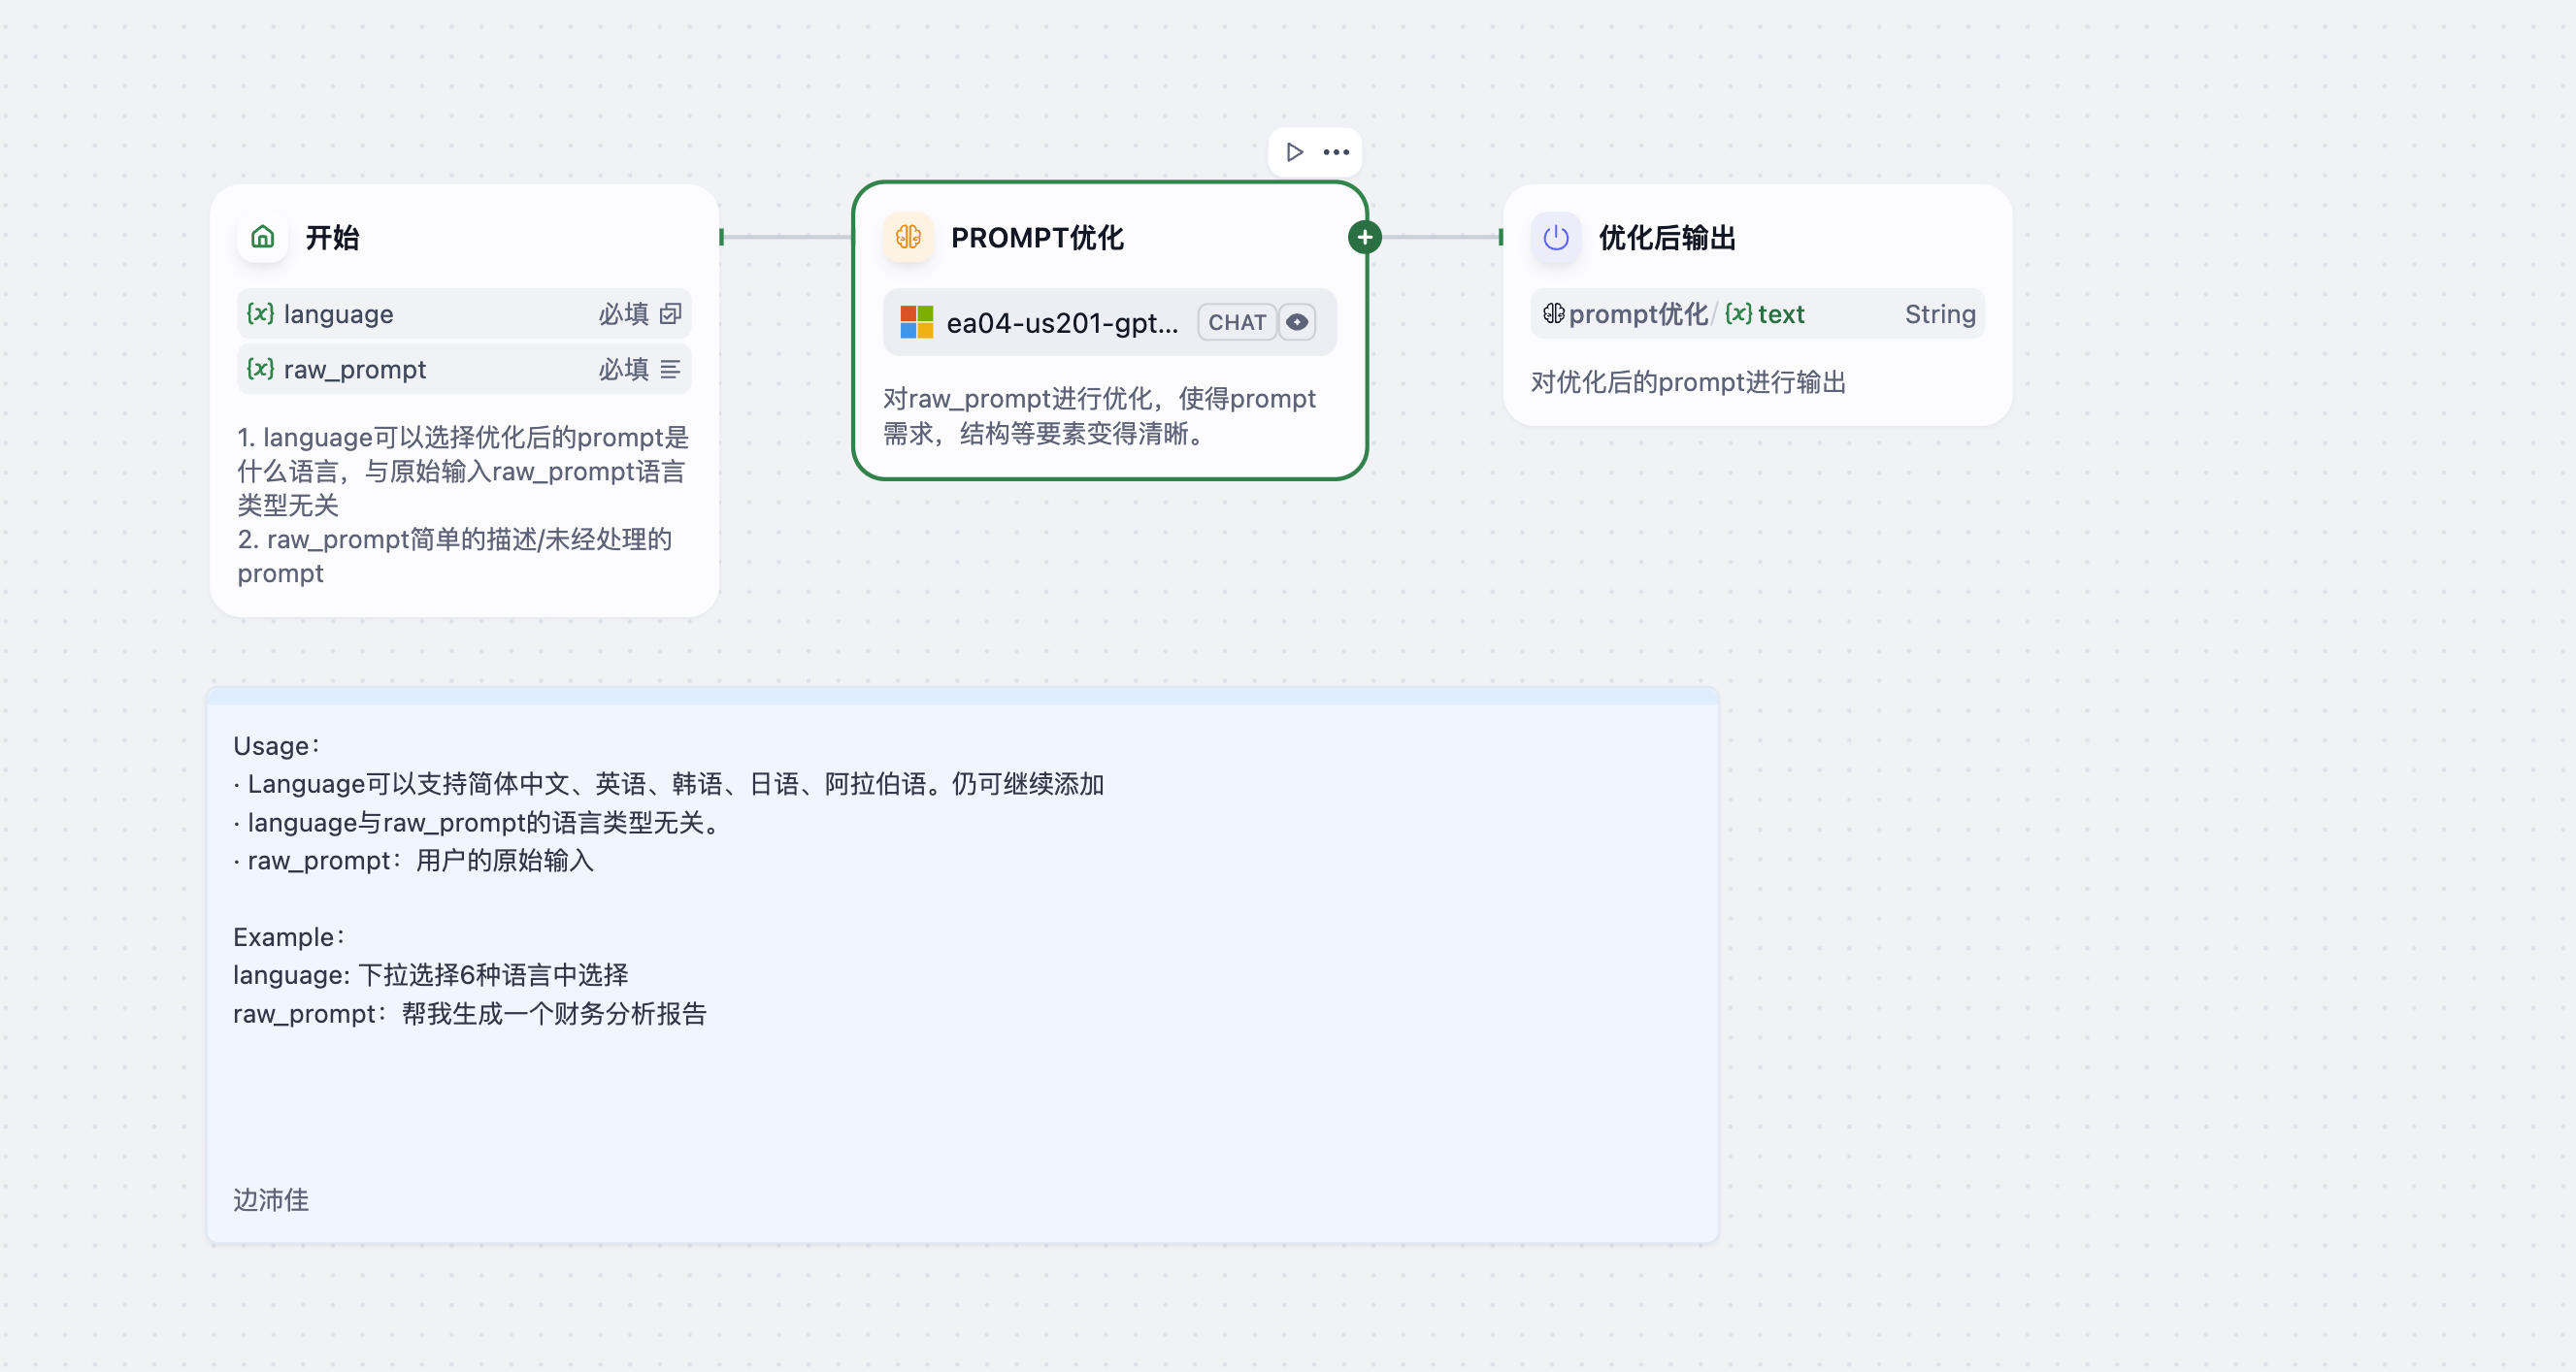 开始
language 必填
raw_prompt 必填
1. language可以选择优化后的prompt是
什么语言，与原始输入raw_prompt语言
类型无关
2. raw_prompt简单的描述/未经处理的
prompt
PROMPT优化
ea04-us201-gpt... CHAT
对raw_prompt进行优化，使得prompt
需求，结构等要素变得清晰。
优化后输出
prompt优化/{x} text String
对优化后的prompt进行输出
Usage：
· Language可以支持简体中文、英语、韩语、日语、阿拉伯语。仍可继续添加
· language与raw_prompt的语言类型无关。
· raw_prompt：用户的原始输入
Example：
language: 下拉选择6种语言中选择
raw_prompt：帮我生成一个财务分析报告
边沛佳